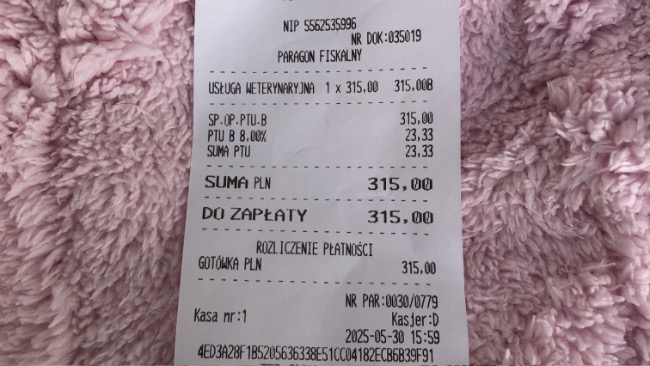 NIP 5562535996
NR DOK:035019
PARAGON FISKALNY
USŁUGA WETERYNARYJNA 1 x 315,00 315,00B
SP.OP.PTU.B 315,00
PTU B 8,00% 23,33
SUMA PTU 23,33
SUMA PLN 315,00
DO ZAPŁATY 315,00
ROZLICZENIE PŁATNOŚCI
GOTÓWKA PLN 315,00
NR PAR:0030/0779
Kasa nr:1 Kasjer:D
2025-05-30 15:59
4ED3A28F1B5205636338E51CC04182ECB6B39F91